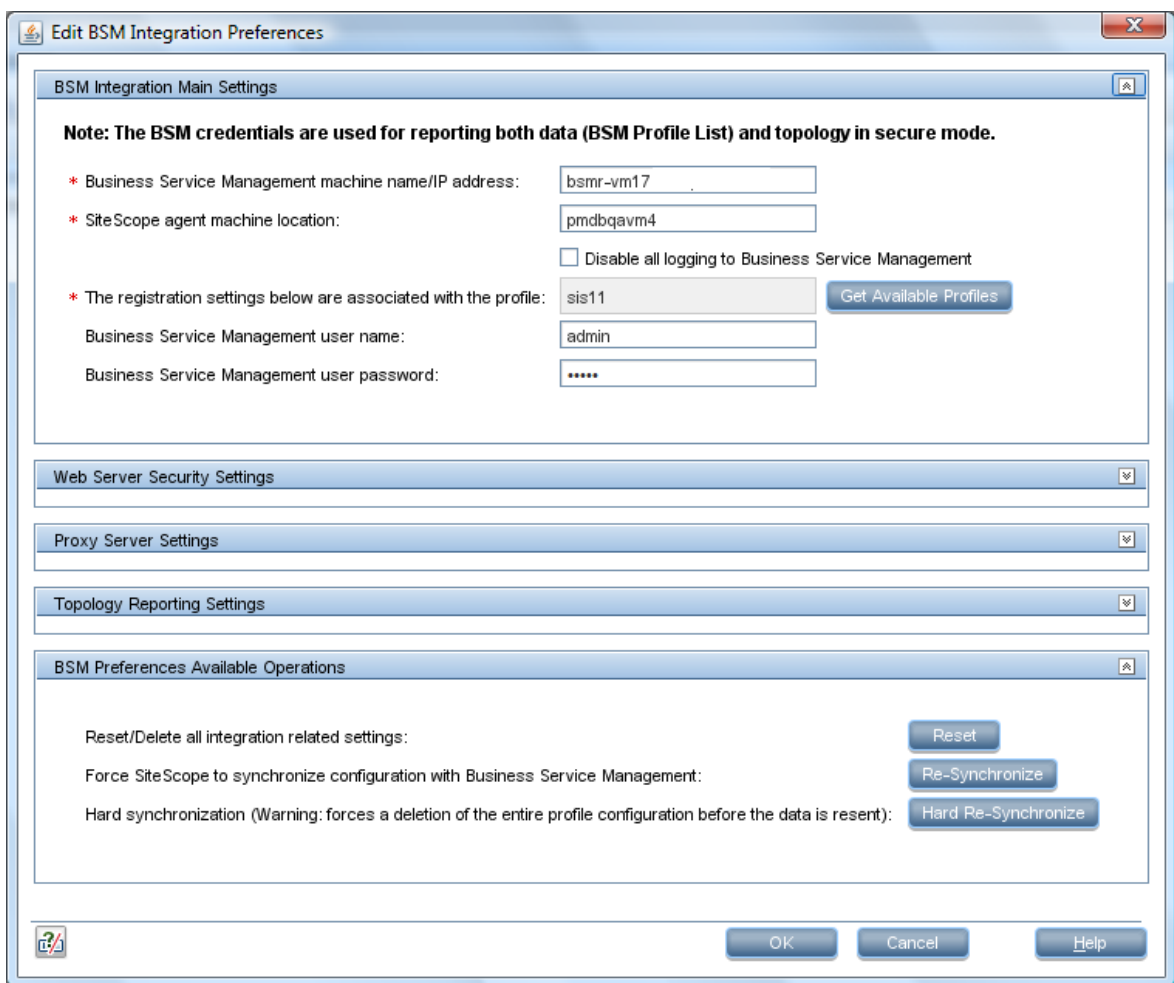 Edit BSM Integration Preferences
BSM Integration Main Settings
Note: The BSM credentials are used for reporting both data (BSM Profile List) and topology in secure mode.
* Business Service Management machine name/IP address: bsmr-vm17
* SiteScope agent machine location: pmdbqavm4
Disable all logging to Business Service Management
* The registration settings below are associated with the profile: sis11 Get Available Profiles
Business Service Management user name: admin
Business Service Management user password: •••••
Web Server Security Settings
Proxy Server Settings
Topology Reporting Settings
BSM Preferences Available Operations
Reset/Delete all integration related settings: Reset
Force SiteScope to synchronize configuration with Business Service Management: Re-Synchronize
Hard synchronization (Warning: forces a deletion of the entire profile configuration before the data is resent): Hard Re-Synchronize
OK Cancel Help